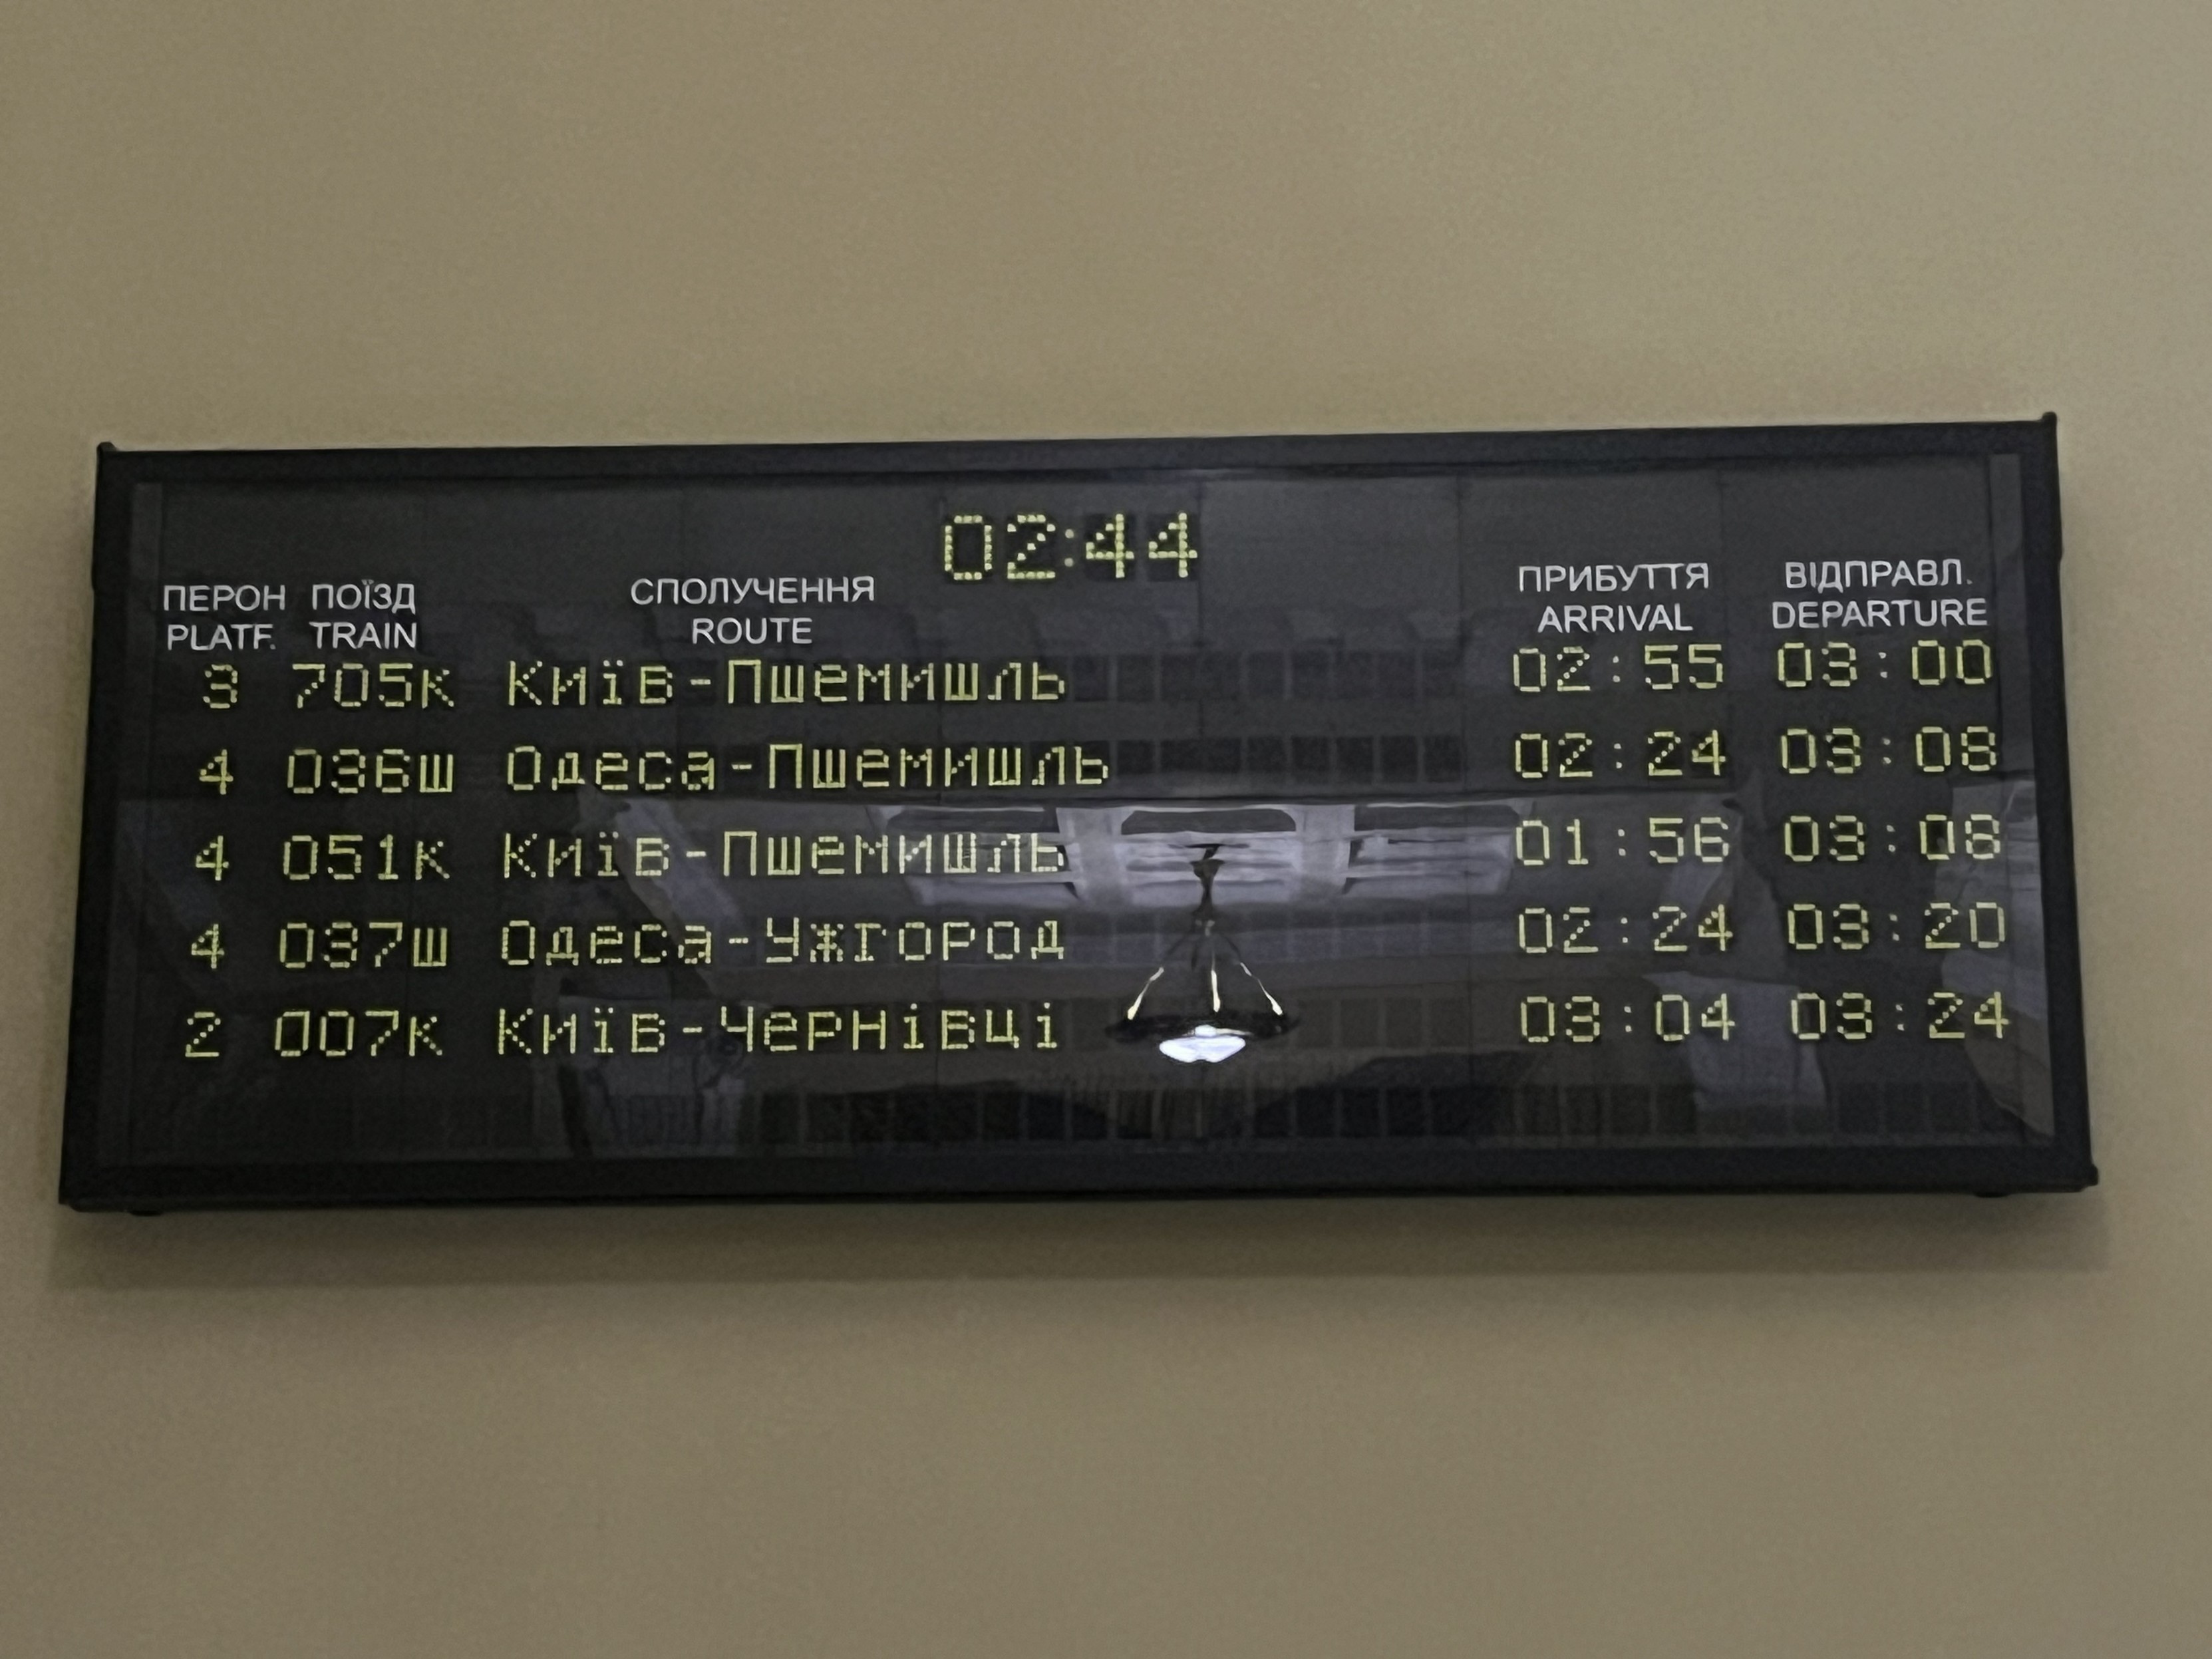 02:44
ПЕРОН ПОЇЗД СПОЛУЧЕННЯ ПРИБУТТЯ ВІДПРАВЛ.
PLATF. TRAIN ROUTE ARRIVAL DEPARTURE
3 705К Київ-Пшемишль 02:55 03:00
4 036Ш Одеса-Пшемишль 02:24 03:08
4 051К Київ-Пшемишль 01:56 03:08
4 037Ш Одеса-Ужгород 02:24 03:20
2 007К Київ-Чернівці 03:04 03:24